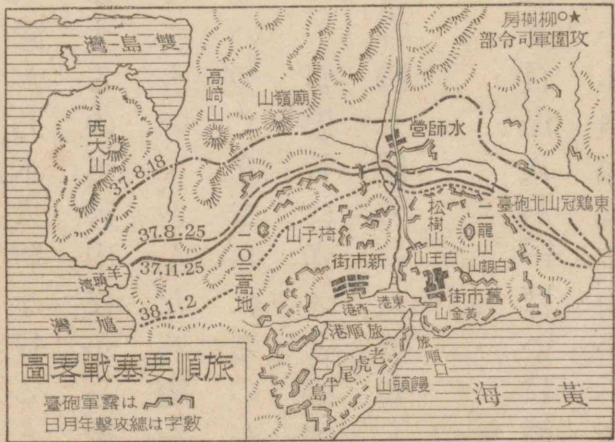 柳樹房
攻圍軍司令部
雙島灣
高崎山
廟嶺山
水師營
西大山
37.8.18
東鷄冠山北砲臺
37.8.25
37.11.25
38.1.2
椅子山
二〇三高地
松樹山
二龍山
白玉山
白銀山
羊頭灣
新市街
舊市街
西港
東港
黃金山
鳩灣
旅順港
旅順口
老虎尾半島
饅頭山
黃海
旅順要塞戰畧圖
は露軍砲臺
數字は總攻擊年月日